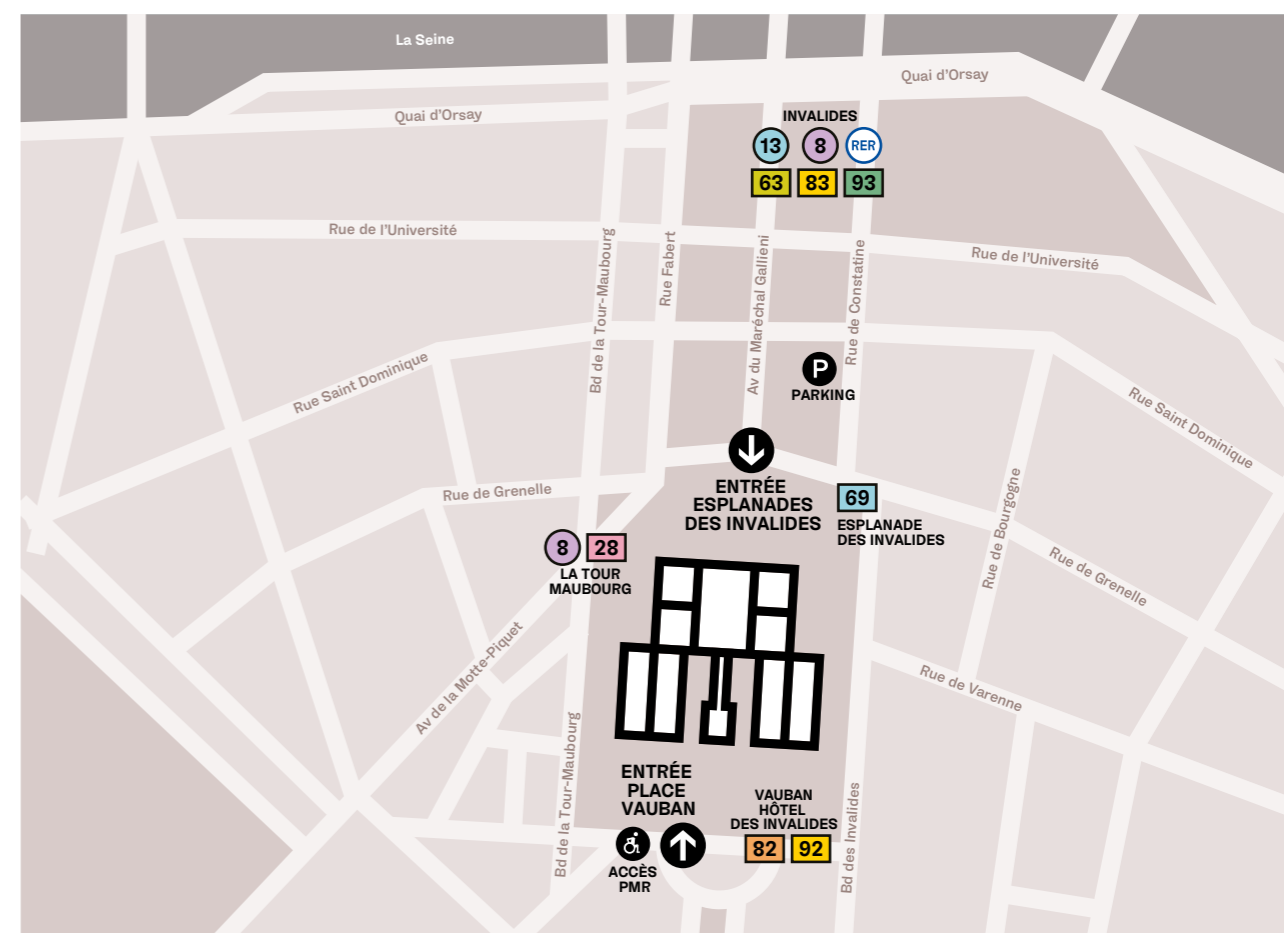 La Seine
Quai d'Orsay
Quai d'Orsay
INVALIDES
13 8 RER
63 83 93
Rue de l'Université
Rue de l'Université
Bd de la Tour-Maubourg
Rue Fabert
Av du Maréchal Gallieni
Rue de Constatine
P
PARKING
Rue Saint Dominique
Rue Saint Dominique
Rue de Grenelle
ENTRÉE
ESPLANADES
DES INVALIDES
69
ESPLANADE
DES INVALIDES
Rue de Bourgogne
Rue de Grenelle
8 28
LA TOUR
MAUBOURG
Av de la Motte-Piquet
Rue de Varenne
Bd de la Tour-Maubourg
ENTRÉE
PLACE
VAUBAN
ACCÈS
PMR
VAUBAN
HÔTEL
DES INVALIDES
82 92
Bd des Invalides